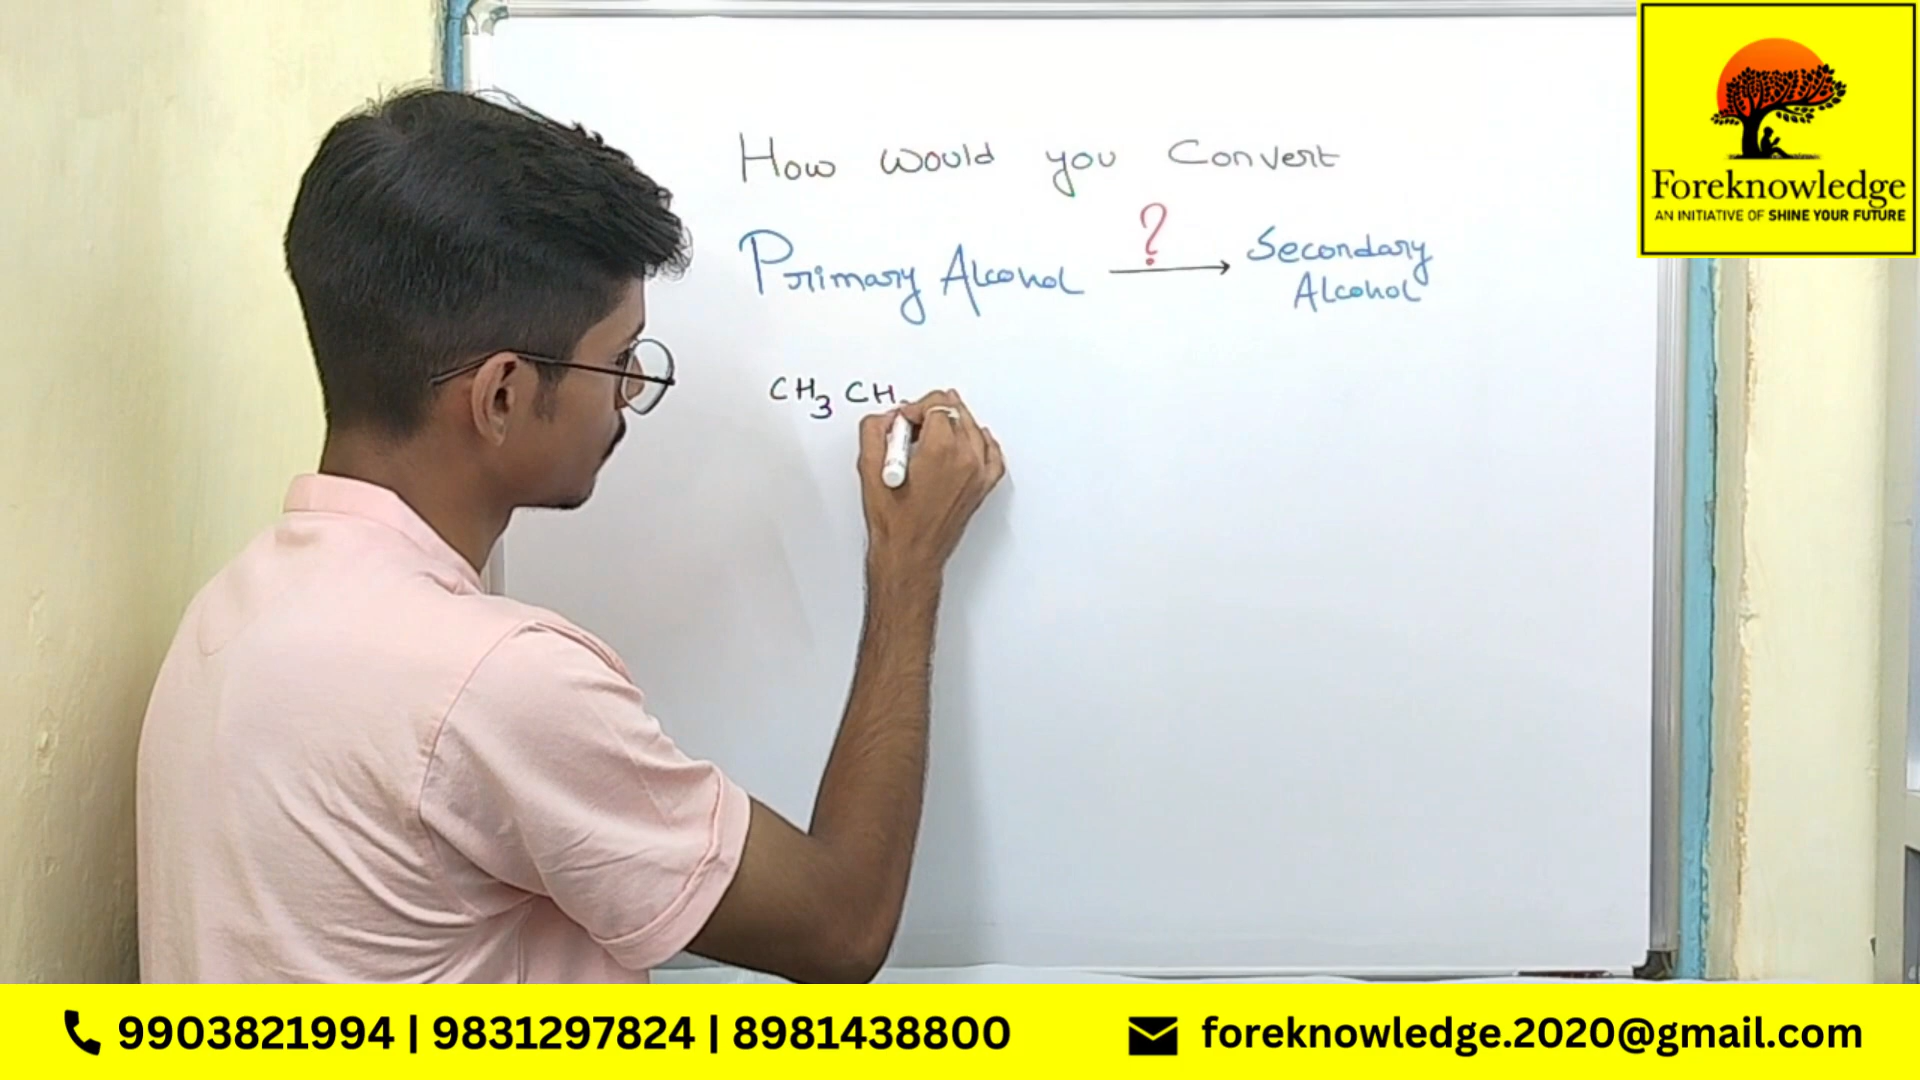 How would you Convert
Primary Alcohol ? Secondary Alcohol
CH3 CH
Foreknowledge
AN INITIATIVE OF SHINE YOUR FUTURE
9903821994 | 9831297824 | 8981438800
foreknowledge.2020@gmail.com